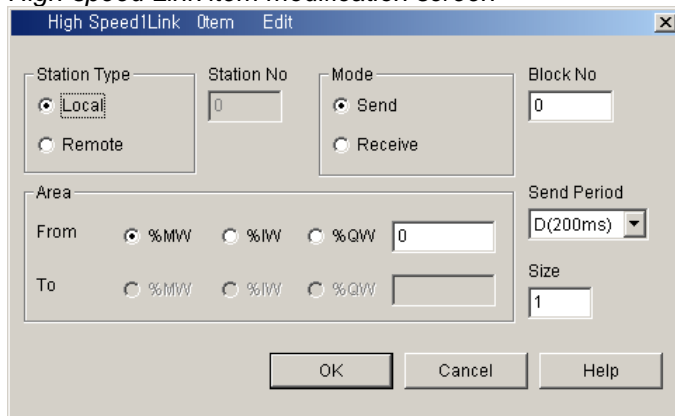 High speed Link item modification screen
High Speed1Link 0tem Edit
Station Type
Local
Remote
Station No
0
Mode
Send
Receive
Block No
0
Area
From %MW %IW %QW 0
To %MW %IW %QW
Send Period
D(200ms)
Size
1
OK Cancel Help